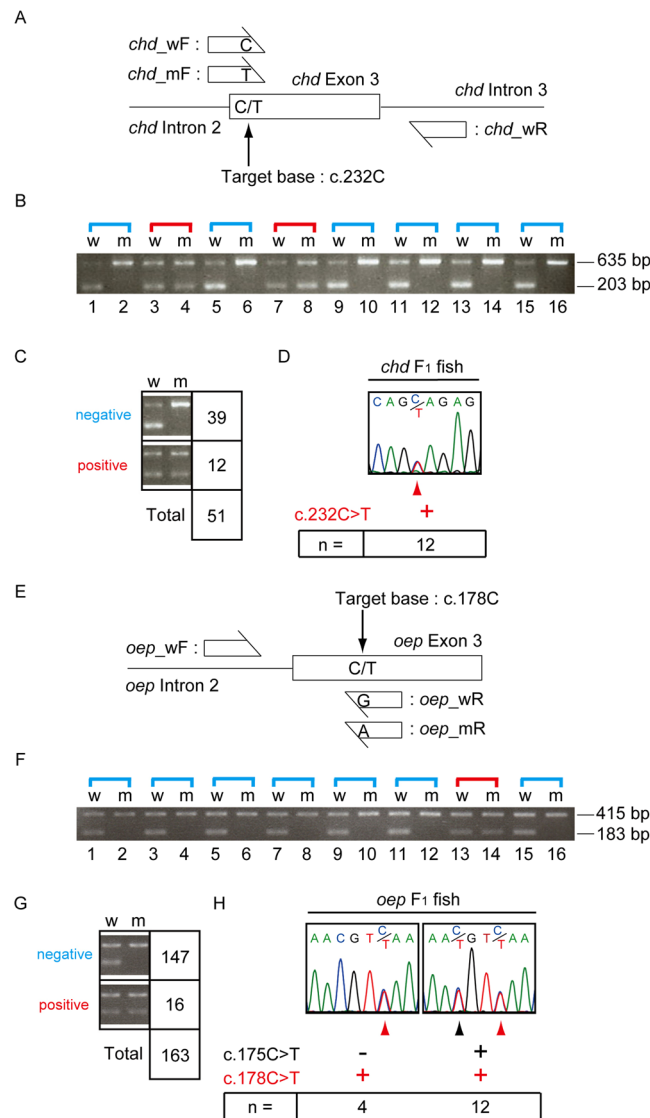 A
chd_wF :
C
chd_mF :
T
chd Exon 3
chd Intron 3
C/T
chd Intron 2
: chd_wR
Target base : c.232C
B
w m w m w m w m w m w m w m w m
635 bp
203 bp
1 2 3 4 5 6 7 8 9 10 11 12 13 14 15 16
C
w m
negative 39
positive 12
Total 51
D
chd F1 fish
C A G C/T A G A G
c.232C>T +
n = 12
E
Target base : c.178C
oep_wF :
oep Exon 3
C/T
oep Intron 2
G : oep_wR
A : oep_mR
F
w m w m w m w m w m w m w m w m
415 bp
183 bp
1 2 3 4 5 6 7 8 9 10 11 12 13 14 15 16
G
w m
negative 147
positive 16
Total 163
H
oep F1 fish
A A C G T C/T A A
A A C/T G T C/T A A
c.175C>T - +
c.178C>T + +
n = 4 12